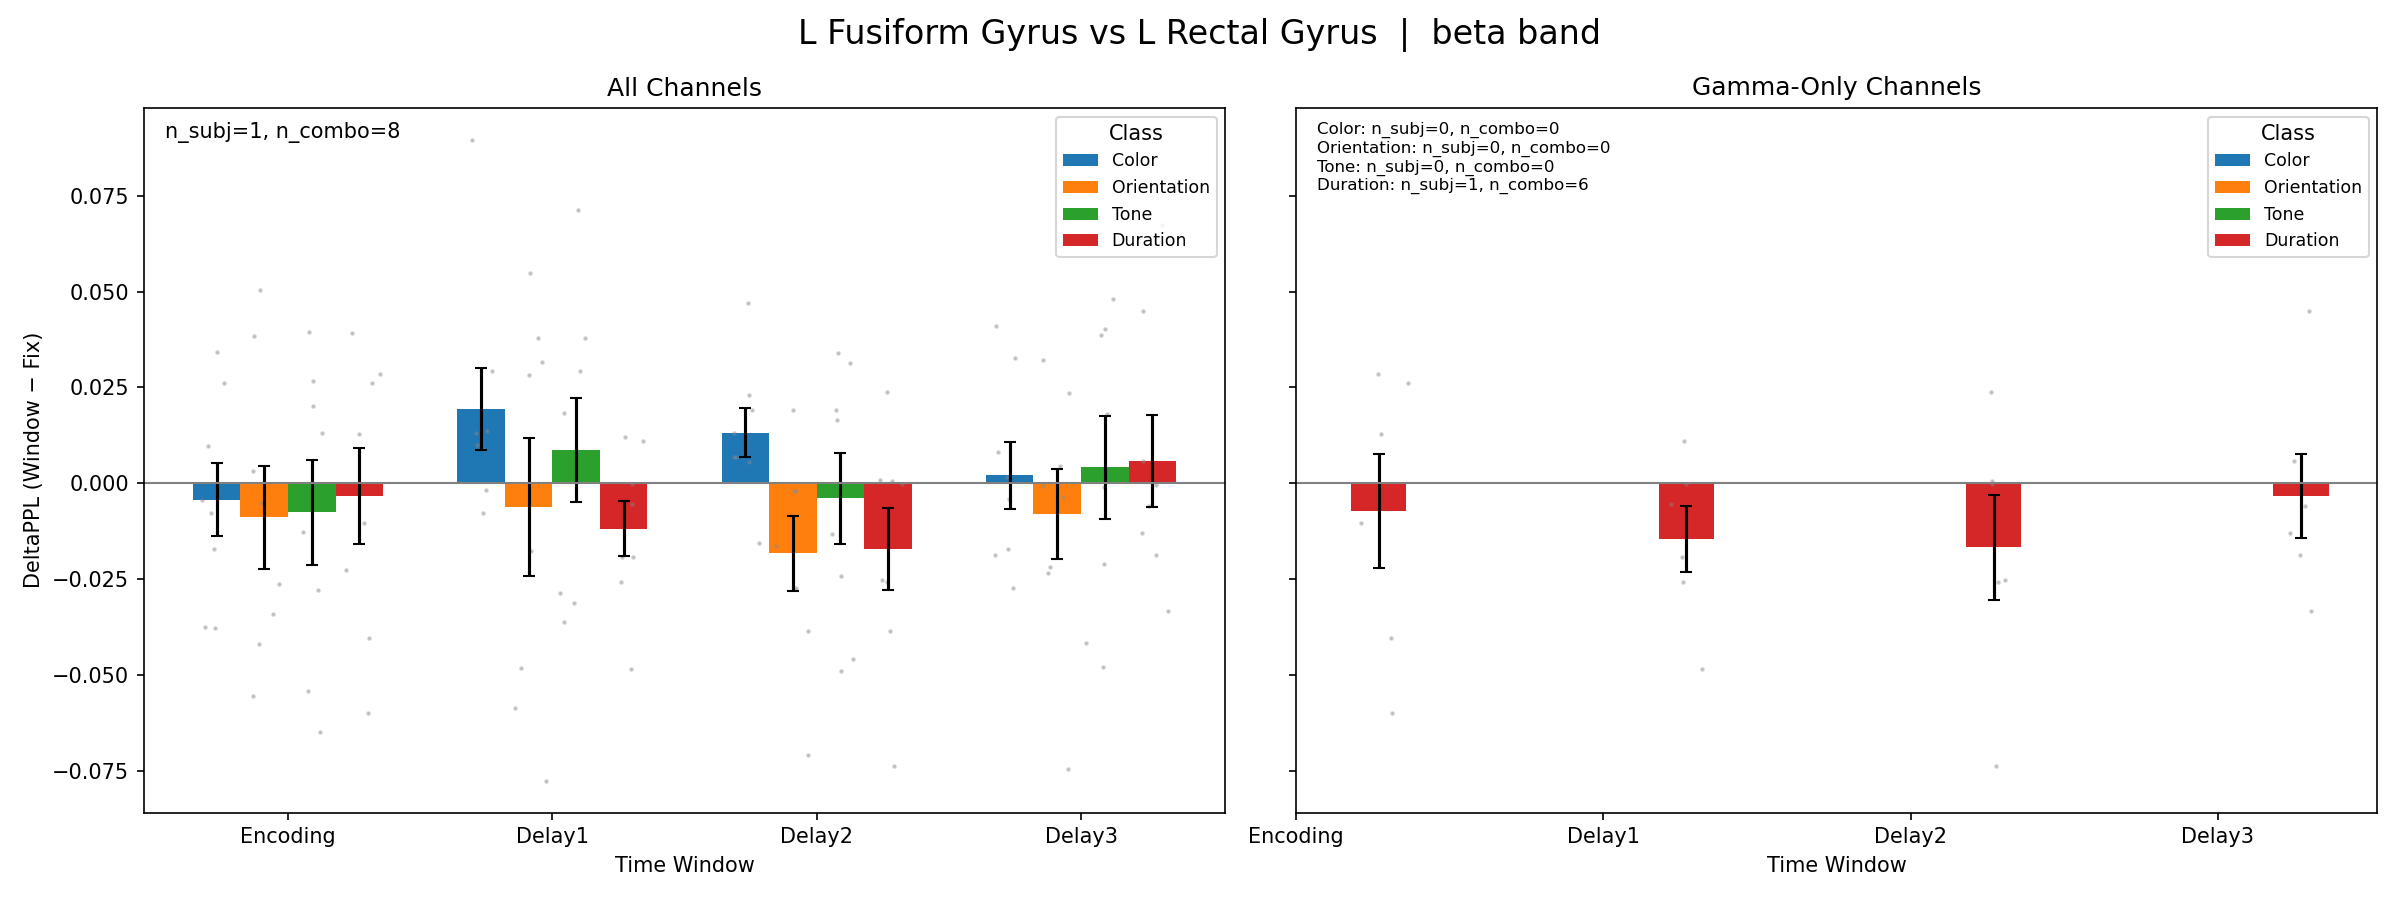 L Fusiform Gyrus vs L Rectal Gyrus | beta band
All Channels
n_subj=1, n_combo=8
Class
Color
Orientation
Tone
Duration
DeltaPPL (Window − Fix)
0.075
0.050
0.025
0.000
−0.025
−0.050
−0.075
Encoding
Delay1
Delay2
Delay3
Time Window
Gamma-Only Channels
Color: n_subj=0, n_combo=0
Orientation: n_subj=0, n_combo=0
Tone: n_subj=0, n_combo=0
Duration: n_subj=1, n_combo=6
Class
Color
Orientation
Tone
Duration
Encoding
Delay1
Delay2
Delay3
Time Window